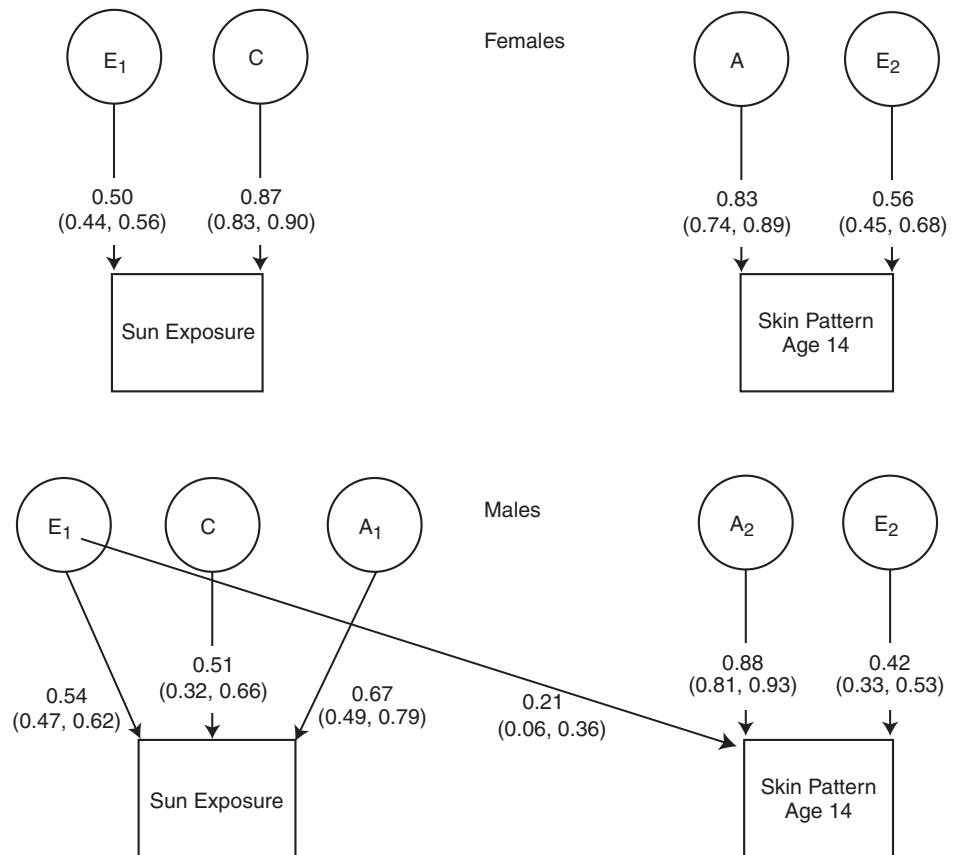 Females
E1
C
A
E2
0.50
(0.44, 0.56)
0.87
(0.83, 0.90)
0.83
(0.74, 0.89)
0.56
(0.45, 0.68)
Sun Exposure
Skin Pattern
Age 14
Males
E1
C
A1
A2
E2
0.54
(0.47, 0.62)
0.51
(0.32, 0.66)
0.67
(0.49, 0.79)
0.21
(0.06, 0.36)
0.88
(0.81, 0.93)
0.42
(0.33, 0.53)
Sun Exposure
Skin Pattern
Age 14